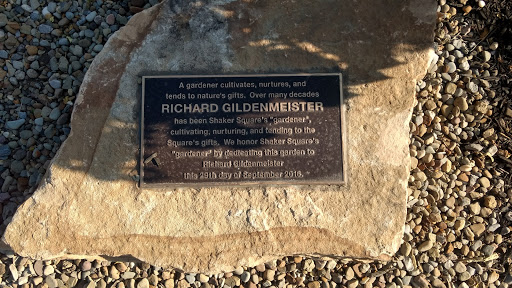 A gardener cultivates, nurtures, and
tends to nature's gifts. Over many decades
RICHARD GILDENMEISTER
has been Shaker Square's "gardener",
cultivating, nurturing, and tending to the
Square's gifts. We honor Shaker Square's
"gardener" by dedicating this garden to
Richard Gildenmeister
this 29th day of September 2016.